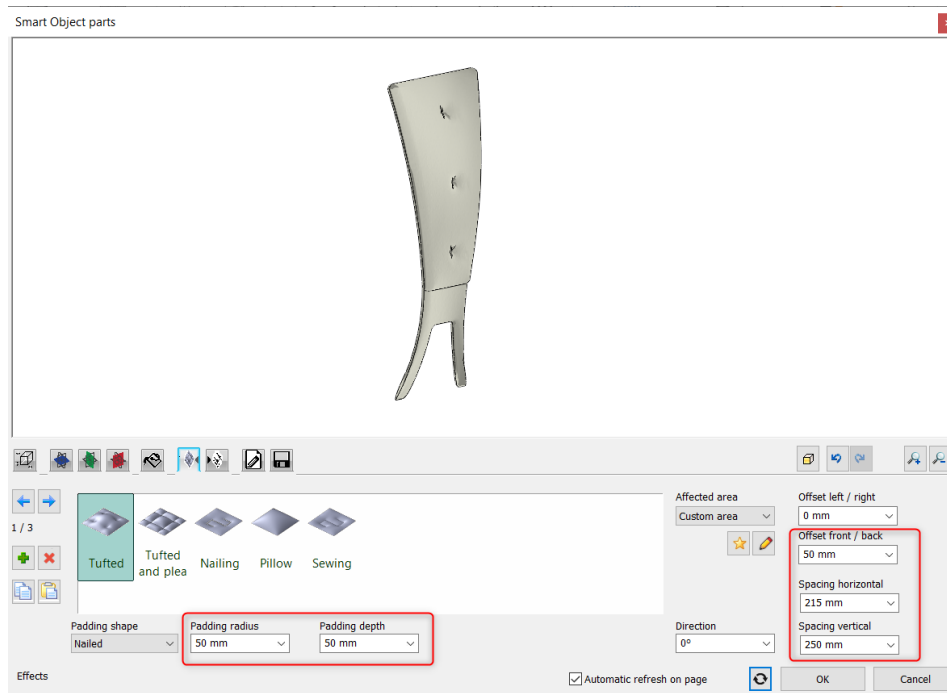 Smart Object parts
1 / 3
Tufted
Tufted
and plea
Nailing
Pillow
Sewing
Affected area
Custom area
Offset left / right
0 mm
Offset front / back
50 mm
Spacing horizontal
215 mm
Spacing vertical
250 mm
Padding shape
Nailed
Padding radius
50 mm
Padding depth
50 mm
Direction
0°
Effects
Automatic refresh on page
OK
Cancel